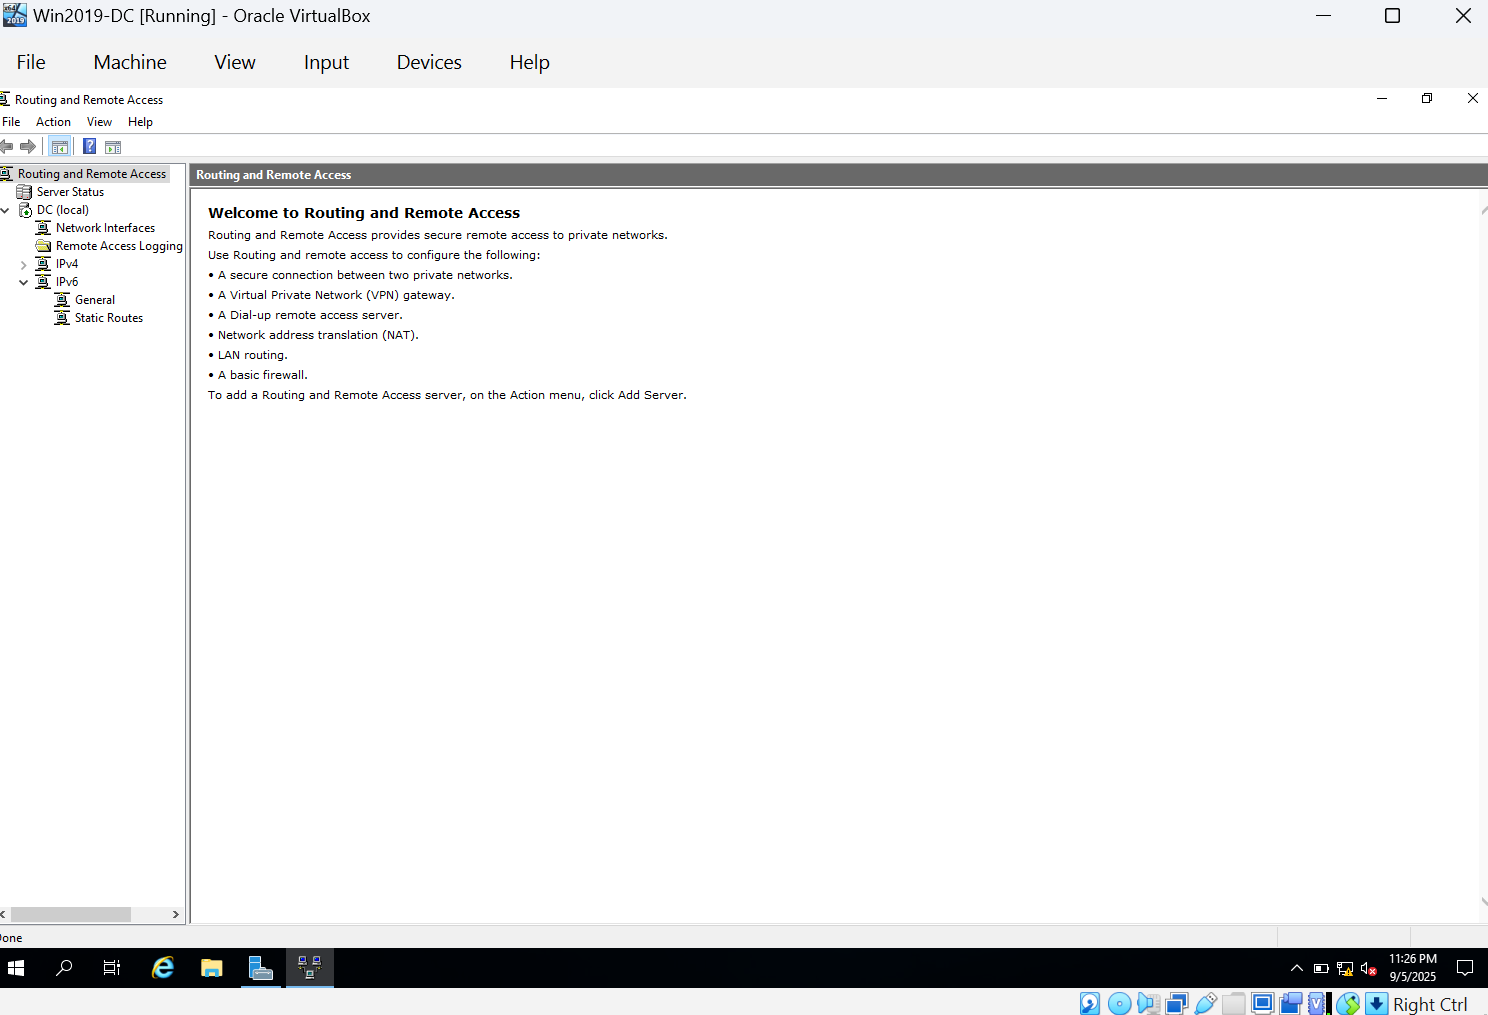 Win2019-DC [Running] - Oracle VirtualBox
File Machine View Input Devices Help
Routing and Remote Access
File Action View Help
Routing and Remote Access
Server Status
DC (local)
Network Interfaces
Remote Access Logging
IPv4
IPv6
General
Static Routes
Routing and Remote Access
Welcome to Routing and Remote Access
Routing and Remote Access provides secure remote access to private networks.
Use Routing and remote access to configure the following:
• A secure connection between two private networks.
• A Virtual Private Network (VPN) gateway.
• A Dial-up remote access server.
• Network address translation (NAT).
• LAN routing.
• A basic firewall.
To add a Routing and Remote Access server, on the Action menu, click Add Server.
one
11:26 PM
9/5/2025
Right Ctrl